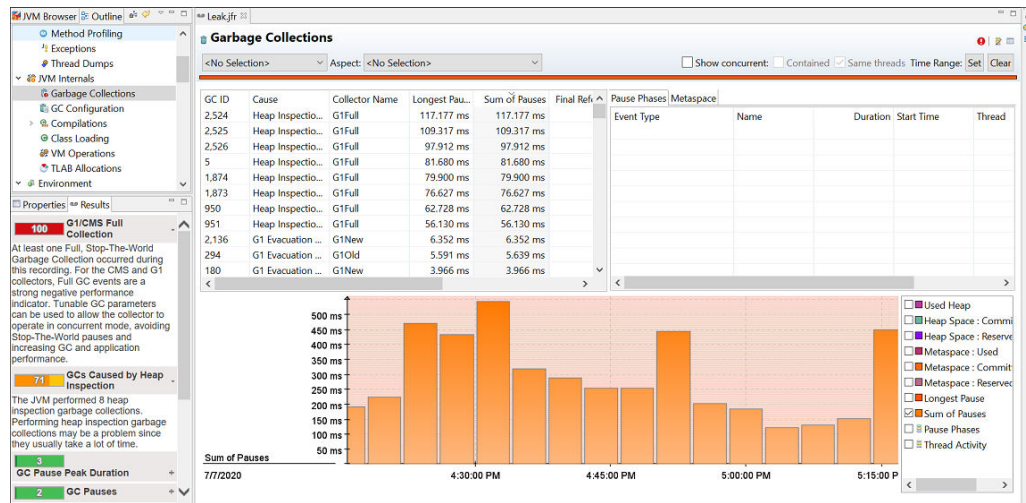 JVM Browser Outline
Method Profiling
Exceptions
Thread Dumps
JVM Internals
Garbage Collections
GC Configuration
Compilations
Class Loading
VM Operations
TLAB Allocations
Environment
Properties Results
100 G1/CMS Full
Collection
At least one Full, Stop-The-World
Garbage Collection occurred during
this recording. For the CMS and G1
collectors, Full GC events are a
strong negative performance
indicator. Tunable GC parameters
can be used to allow the collector to
operate in concurrent mode, avoiding
Stop-The-World pauses and
increasing GC and application
performance.
71 GCs Caused by Heap
Inspection
The JVM performed 8 heap
inspection garbage collections.
Performing heap inspection garbage
collections may be a problem since
they usually take a lot of time.
3
GC Pause Peak Duration +
2 GC Pauses +
Leak.jfr
Garbage Collections
<No Selection> Aspect: <No Selection> Show concurrent: Contained Same threads Time Range: Set Clear
GC ID Cause Collector Name Longest Pau... Sum of Pauses Final Refe
2,524 Heap Inspectio... G1Full 117.177 ms 117.177 ms
2,525 Heap Inspectio... G1Full 109.317 ms 109.317 ms
2,526 Heap Inspectio... G1Full 97.912 ms 97.912 ms
5 Heap Inspectio... G1Full 81.680 ms 81.680 ms
1,874 Heap Inspectio... G1Full 79.900 ms 79.900 ms
1,873 Heap Inspectio... G1Full 76.627 ms 76.627 ms
950 Heap Inspectio... G1Full 62.728 ms 62.728 ms
951 Heap Inspectio... G1Full 56.130 ms 56.130 ms
2,136 G1 Evacuation ... G1New 6.352 ms 6.352 ms
294 G1 Evacuation ... G1Old 5.591 ms 5.639 ms
180 G1 Evacuation ... G1New 3.966 ms 3.966 ms
Pause Phases Metaspace
Event Type Name Duration Start Time Thread
500 ms
450 ms
400 ms
350 ms
300 ms
250 ms
200 ms
150 ms
100 ms
50 ms
Sum of Pauses
7/7/2020 4:30:00 PM 4:45:00 PM 5:00:00 PM 5:15:00 P
Used Heap
Heap Space : Commi
Heap Space : Reserve
Metaspace : Used
Metaspace : Commit
Metaspace : Reserved
Longest Pause
Sum of Pauses
Pause Phases
Thread Activity